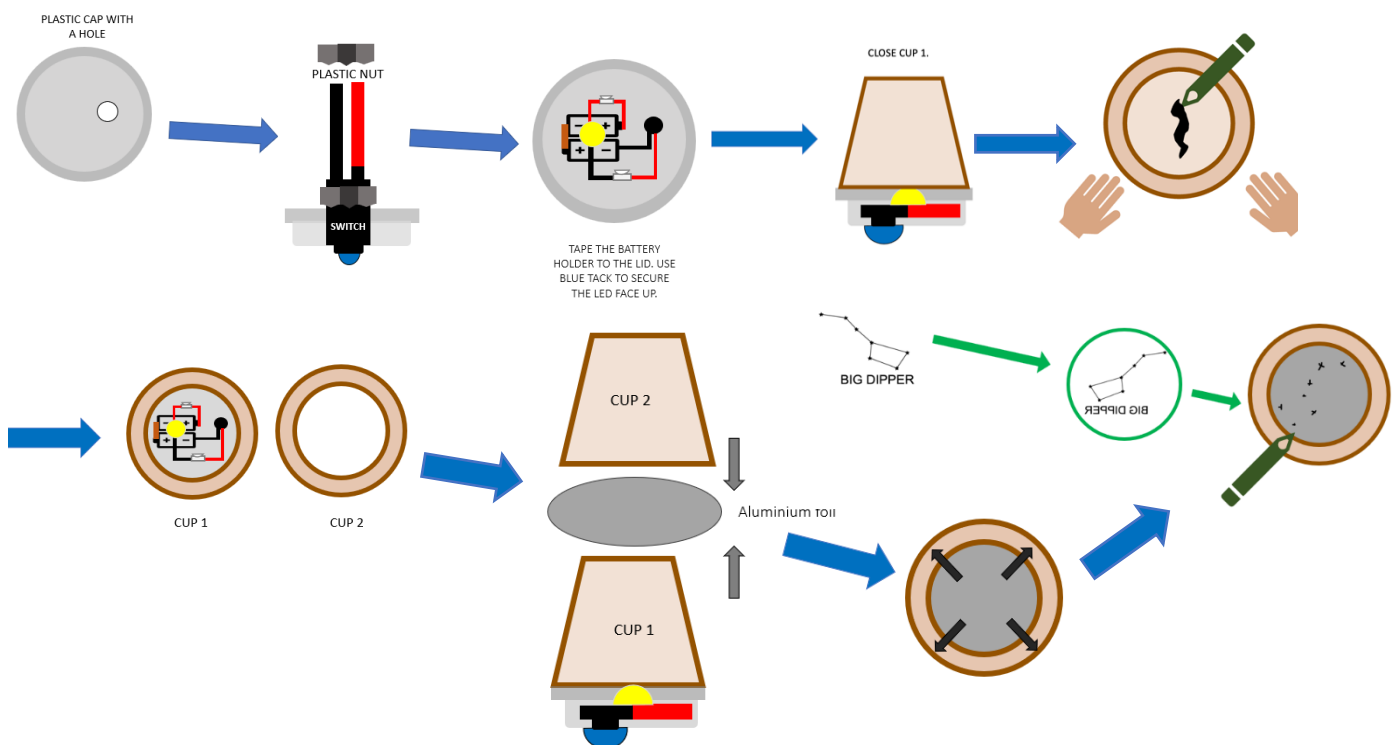 PLASTIC CAP WITH
A HOLE
PLASTIC NUT
SWITCH
TAPE THE BATTERY
HOLDER TO THE LID. USE
BLUE TACK TO SECURE
THE LED FACE UP.
CLOSE CUP 1.
CUP 1
CUP 2
CUP 2
Aluminium foil
CUP 1
BIG DIPPER
BIG DIPPER